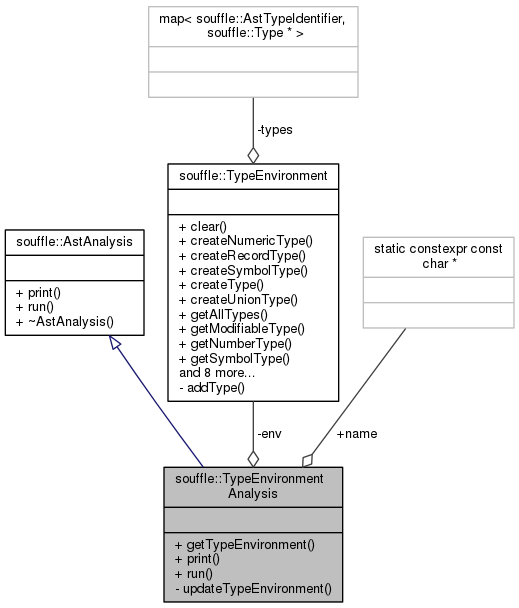 map< souffle::AstTypeIdentifier,
souffle::Type * >
-types
souffle::TypeEnvironment
+ clear()
+ createNumericType()
+ createRecordType()
+ createSymbolType()
+ createType()
+ createUnionType()
+ getAllTypes()
+ getModifiableType()
+ getNumberType()
+ getSymbolType()
and 8 more...
- addType()
souffle::AstAnalysis
+ print()
+ run()
+ ~AstAnalysis()
static constexpr const
char *
-env
+name
souffle::TypeEnvironment
Analysis
+ getTypeEnvironment()
+ print()
+ run()
- updateTypeEnvironment()